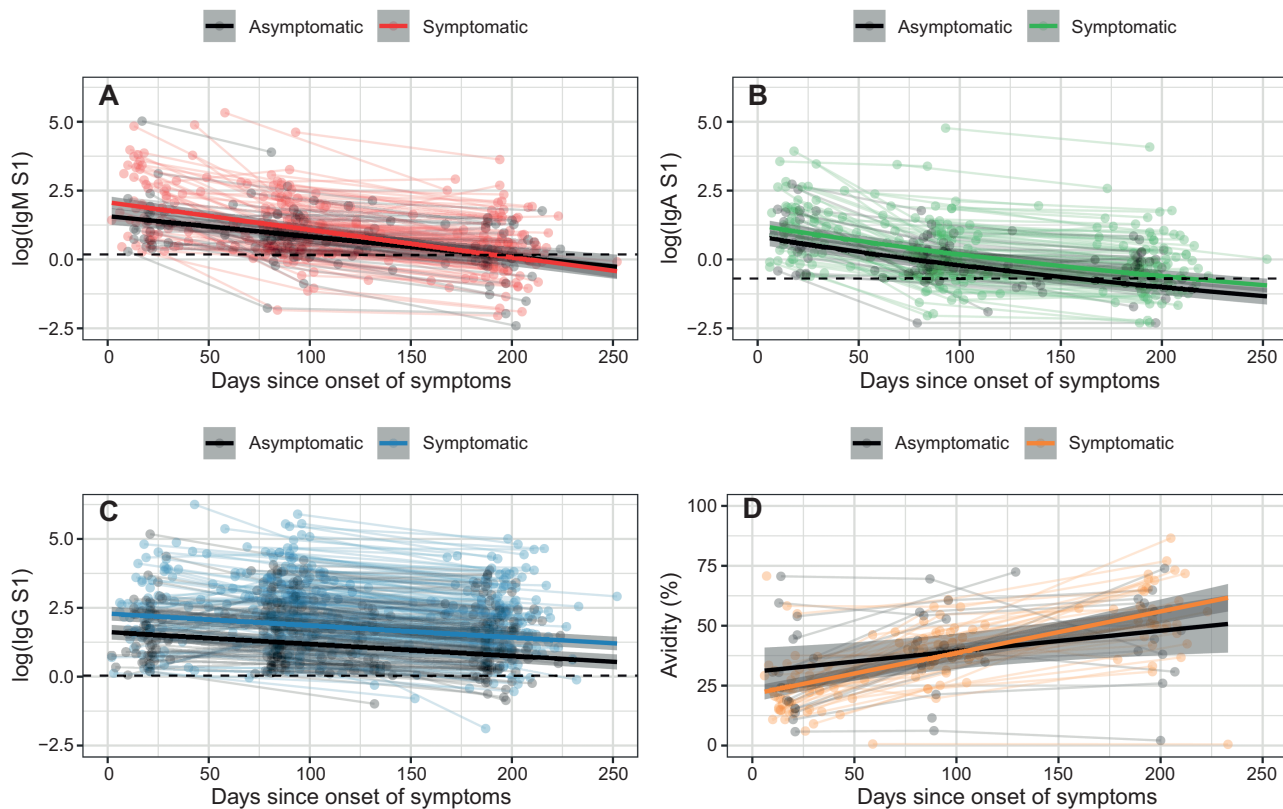 Asymptomatic Symptomatic
Asymptomatic Symptomatic
A
log(IgM S1)
5.0
2.5
0.0
−2.5
0 50 100 150 200 250
Days since onset of symptoms
B
log(IgA S1)
5.0
2.5
0.0
−2.5
0 50 100 150 200 250
Days since onset of symptoms
Asymptomatic Symptomatic
Asymptomatic Symptomatic
C
log(IgG S1)
5.0
2.5
0.0
−2.5
0 50 100 150 200 250
Days since onset of symptoms
D
Avidity (%)
100
75
50
25
0
0 50 100 150 200 250
Days since onset of symptoms